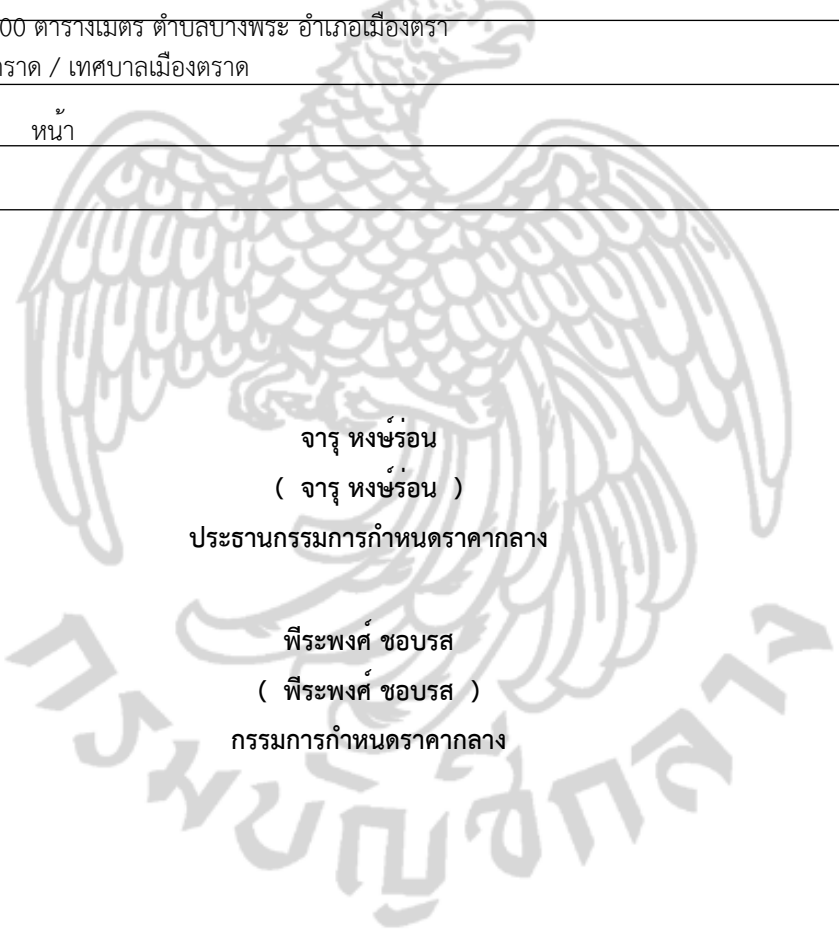 00 ตารางเมตร ตำบลบางพระ อำเภอเมืองตรา
ตราด / เทศบาลเมืองตราด
หน้า
จารุ หงษ์ร่อน
( จารุ หงษ์ร่อน )
ประธานกรรมการกำหนดราคากลาง
พีระพงศ์ ชอบรส
( พีระพงศ์ ชอบรส )
กรรมการกำหนดราคากลาง
กรมบัญชีกลาง